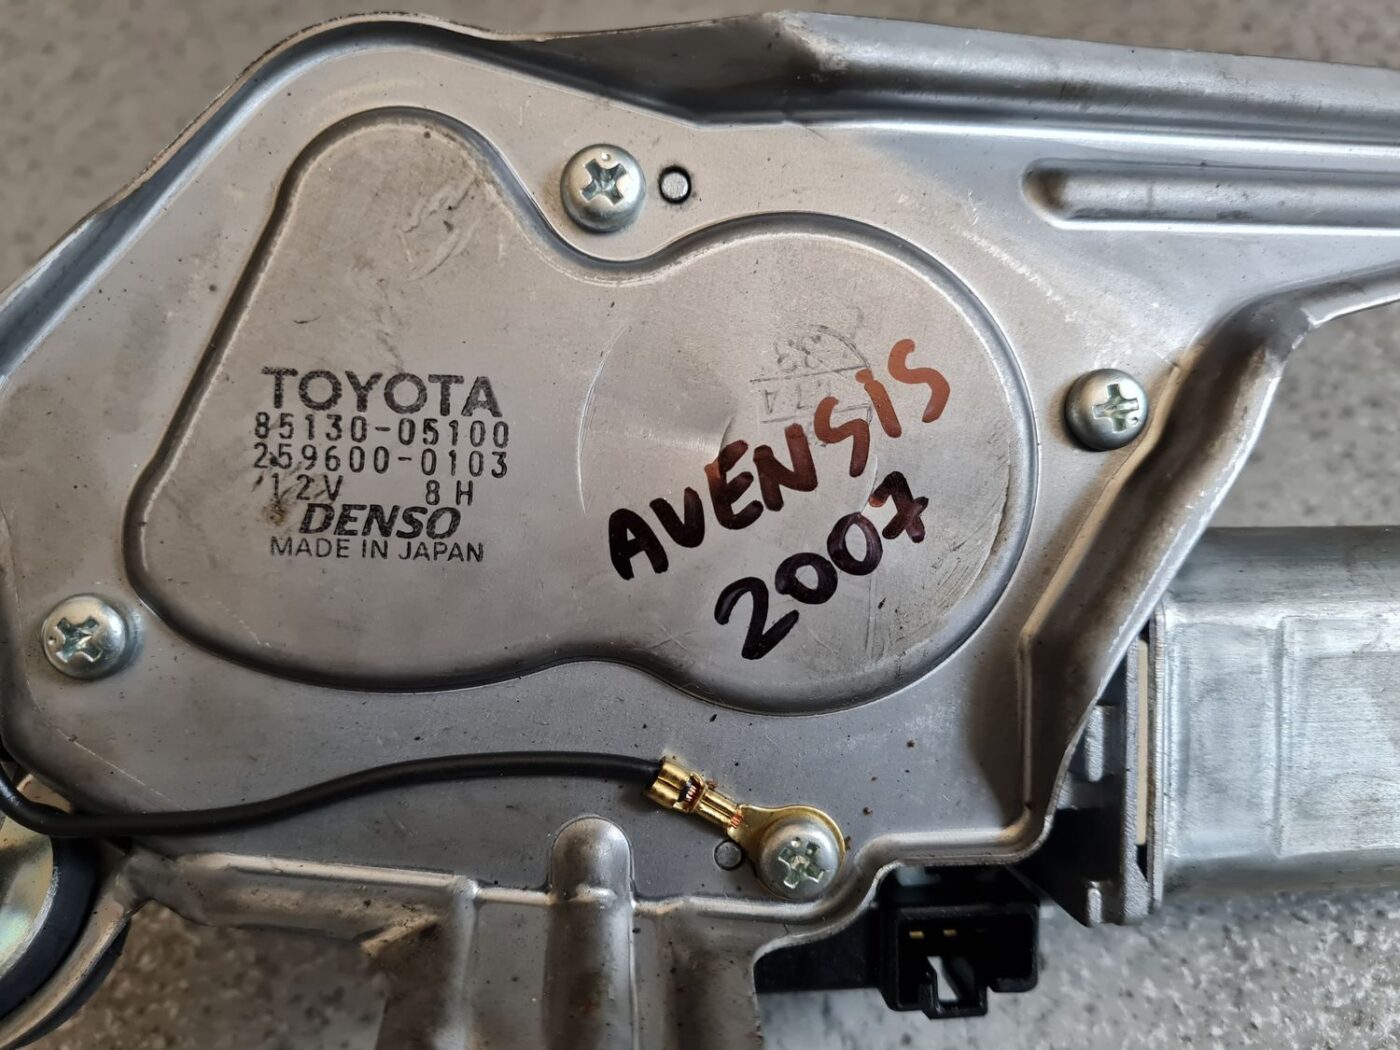 TOYOTA
85130-05100
259600-0103
12V 8H
DENSO
MADE IN JAPAN
AVENSIS
2007